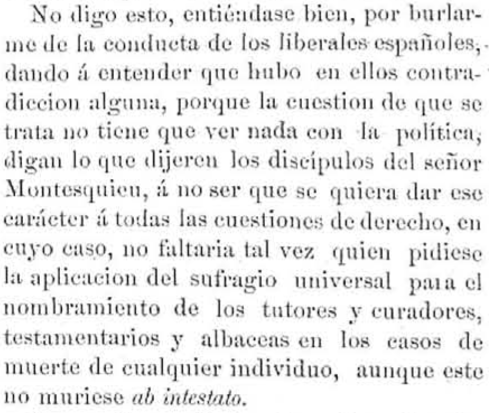 No digo esto, entiéndase bien, por burlar-
me de la conducta de los liberales españoles,
dando á entender que hubo en ellos contra-
diccion alguna, porque la cuestion de que se
trata no tiene que ver nada con la política,
digan lo que dijeren los discípulos del señor
Montesquieu, á no ser que se quiera dar ese
carácter á todas las cuestiones de derecho, en
cuyo caso, no faltaria tal vez quien pidiese
la aplicacion del sufragio universal para el
nombramiento de los tutores y curadores,
testamentarios y albaceas en los casos de
muerte de cualquier individuo, aunque este
no muriese ab intestato.